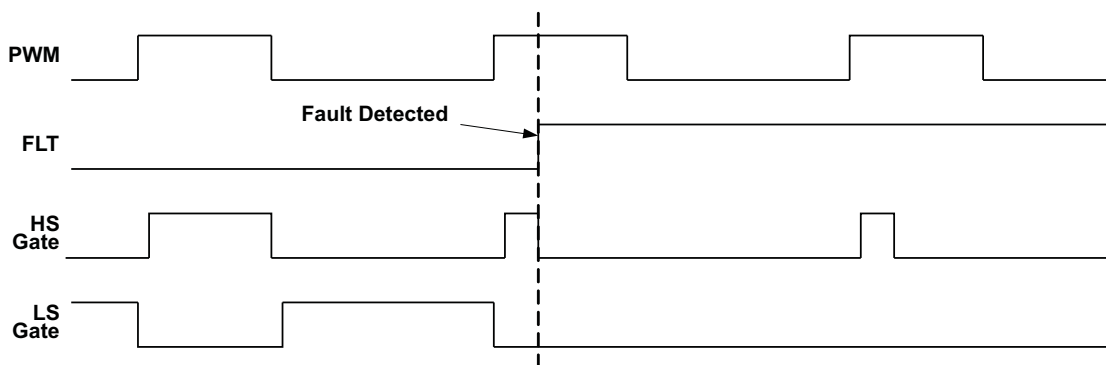 PWM
Fault Detected
FLT
HS
Gate
LS
Gate